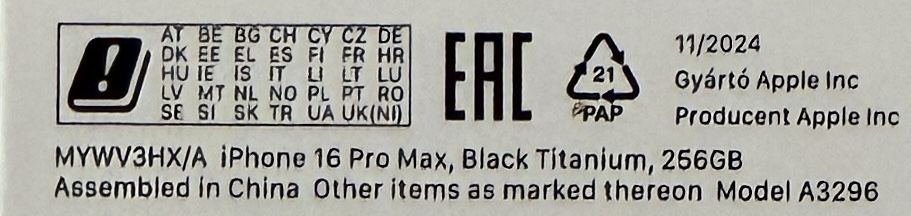 AT BE BG CH CY CZ DE
DK EE EL ES FI FR HR
HU IE IS IT LI LT LU
LV MT NL NO PL PT RO
SE SI SK TR UA UK(NI)
EAC
21
PAP
11/2024
Gyártó Apple Inc
Producent Apple Inc
MYWV3HX/A iPhone 16 Pro Max, Black Titanium, 256GB
Assembled in China Other items as marked thereon Model A3296